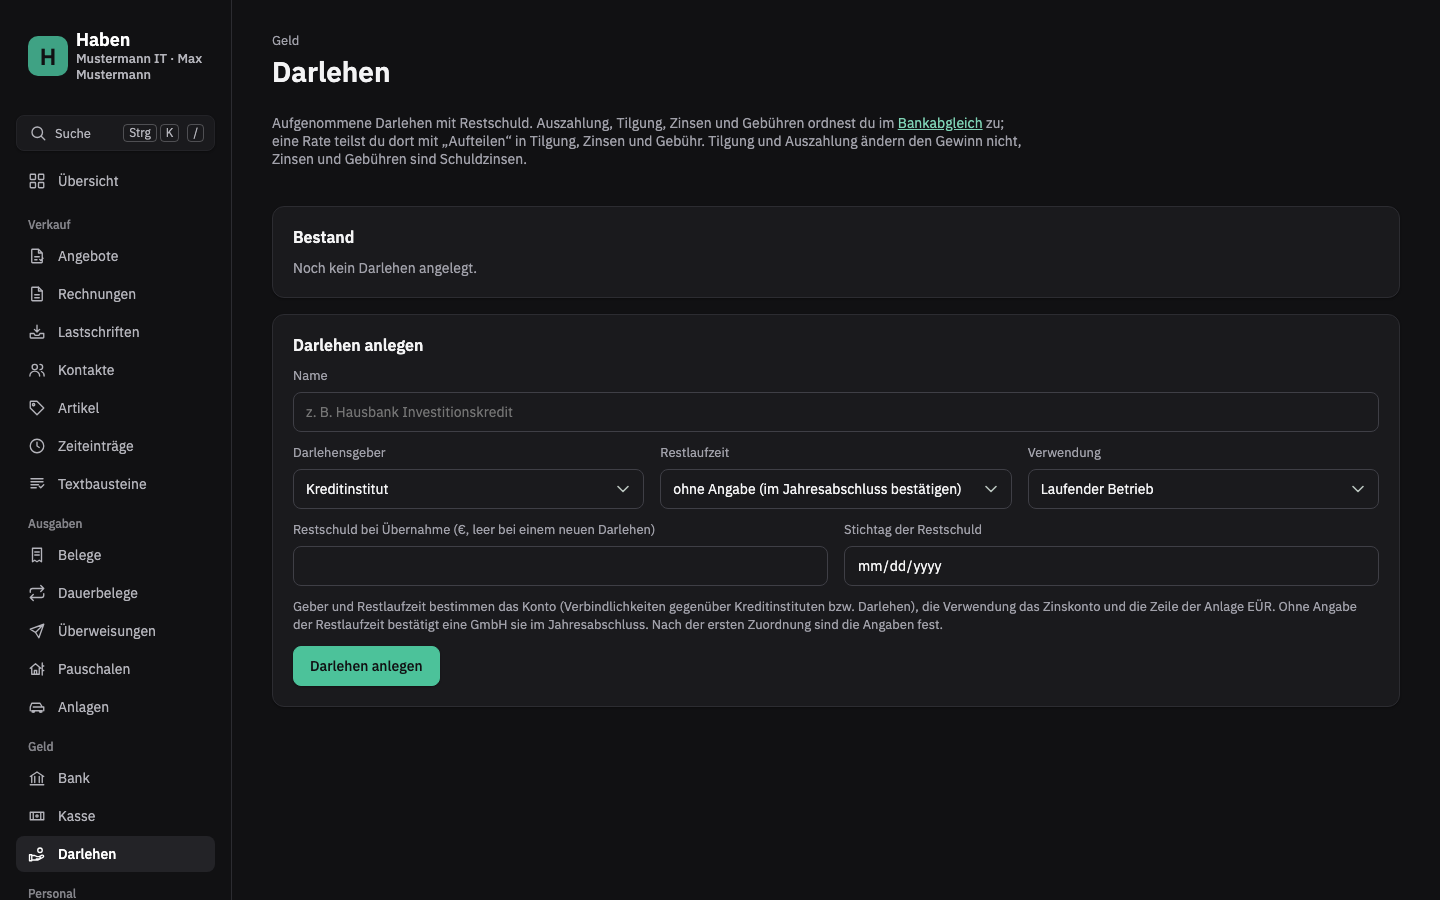 H
Haben
Mustermann IT · Max
Mustermann
Suche Strg K /
Übersicht
Verkauf
Angebote
Rechnungen
Lastschriften
Kontakte
Artikel
Zeiteinträge
Textbausteine
Ausgaben
Belege
Dauerbelege
Überweisungen
Pauschalen
Anlagen
Geld
Bank
Kasse
Darlehen
Personal
Geld
Darlehen
Aufgenommene Darlehen mit Restschuld. Auszahlung, Tilgung, Zinsen und Gebühren ordnest du im Bankabgleich zu;
eine Rate teilst du dort mit „Aufteilen“ in Tilgung, Zinsen und Gebühr. Tilgung und Auszahlung ändern den Gewinn nicht,
Zinsen und Gebühren sind Schuldzinsen.
Bestand
Noch kein Darlehen angelegt.
Darlehen anlegen
Name
z. B. Hausbank Investitionskredit
Darlehensgeber Restlaufzeit Verwendung
Kreditinstitut ohne Angabe (im Jahresabschluss bestätigen) Laufender Betrieb
Restschuld bei Übernahme (€, leer bei einem neuen Darlehen) Stichtag der Restschuld
mm/dd/yyyy
Geber und Restlaufzeit bestimmen das Konto (Verbindlichkeiten gegenüber Kreditinstituten bzw. Darlehen), die Verwendung das Zinskonto und die Zeile der Anlage EÜR. Ohne Angabe
der Restlaufzeit bestätigt eine GmbH sie im Jahresabschluss. Nach der ersten Zuordnung sind die Angaben fest.
Darlehen anlegen